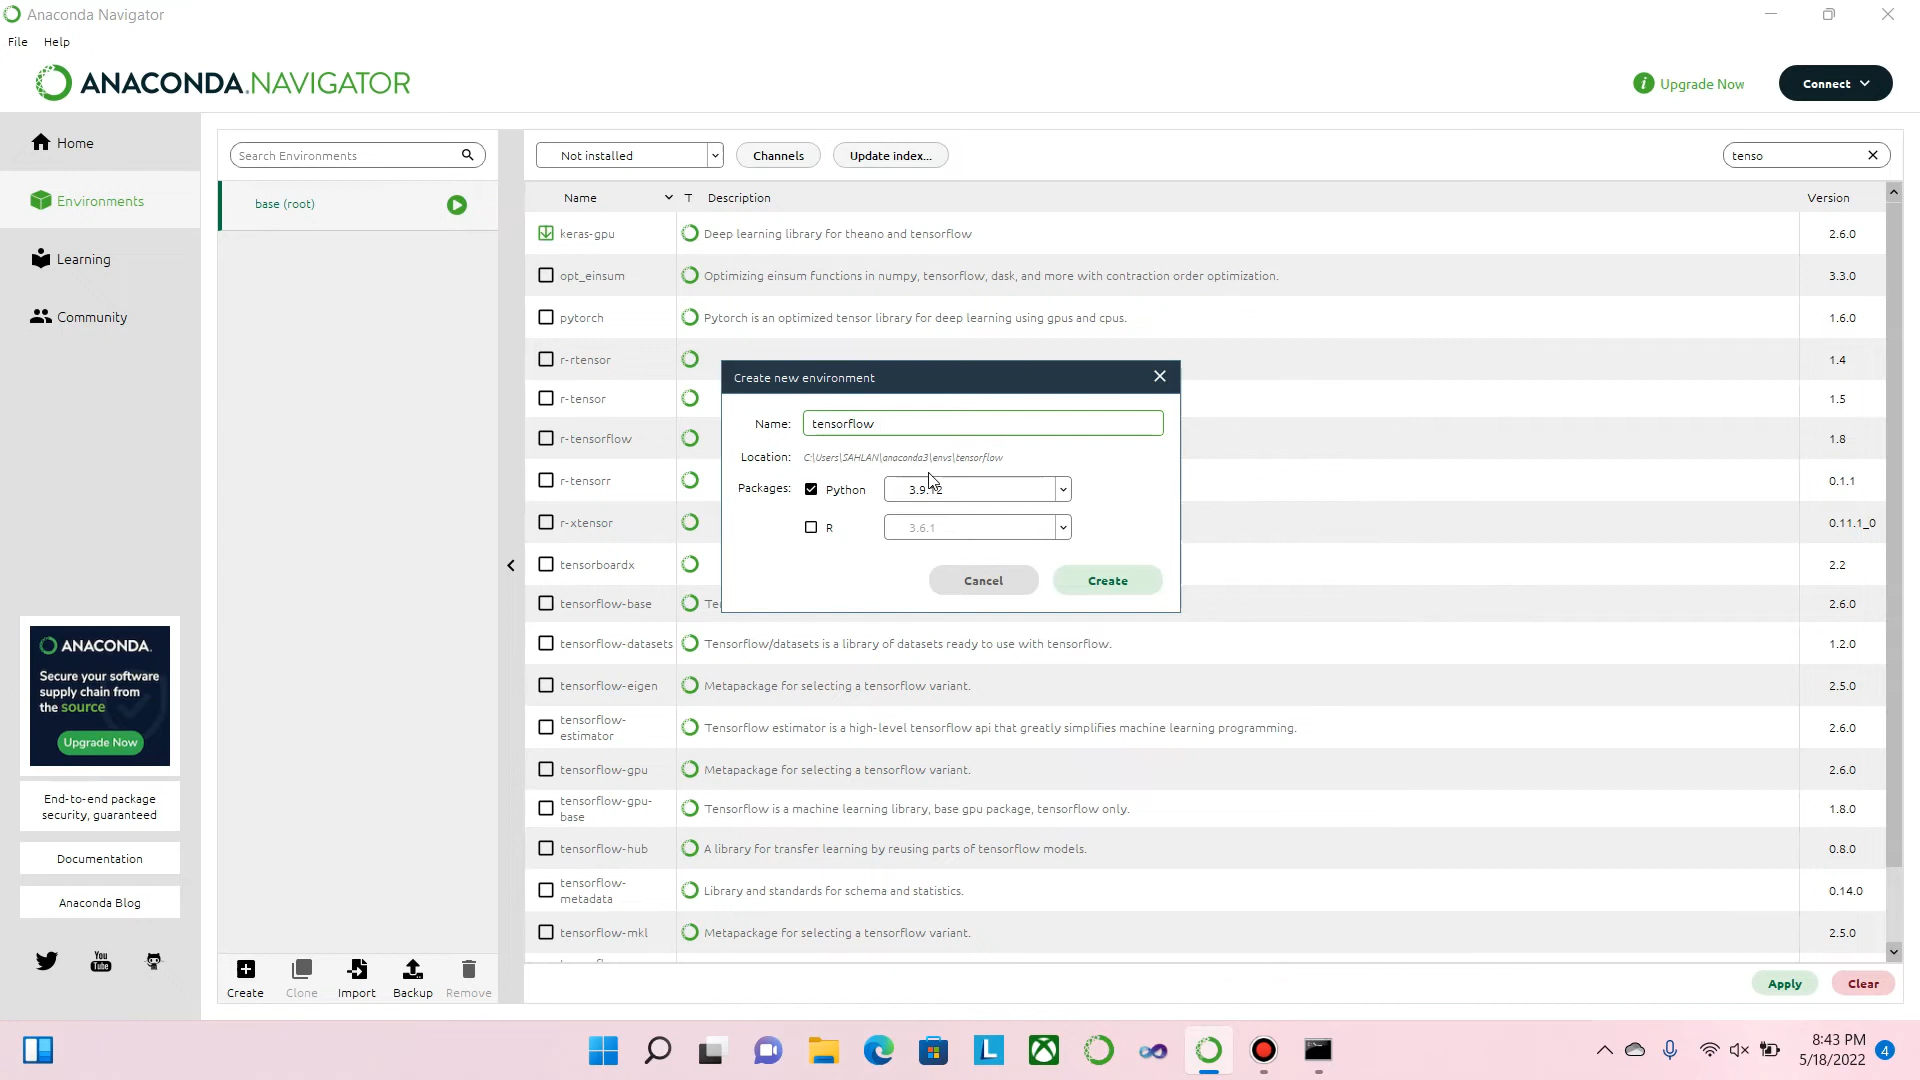 Anaconda Navigator
File Help
ANACONDA.NAVIGATOR
Upgrade Now
Connect
Home
Environments
Learning
Community
ANACONDA.
Secure your software
supply chain from
the source
Upgrade Now
End-to-end package
security, guaranteed
Documentation
Anaconda Blog
You
Tube
Search Environments
base (root)
Create Clone Import Backup Remove
Not installed
Channels
Update index...
tenso
Name T Description Version
keras-gpu Deep learning library for theano and tensorflow 2.6.0
opt_einsum Optimizing einsum functions in numpy, tensorflow, dask, and more with contraction order optimization. 3.3.0
pytorch Pytorch is an optimized tensor library for deep learning using gpus and cpus. 1.6.0
r-rtensor 1.4
r-tensor 1.5
r-tensorflow 1.8
r-tensorr 0.1.1
r-xtensor 0.11.1_0
tensorboardx 2.2
tensorflow-base 2.6.0
tensorflow-datasets Tensorflow/datasets is a library of datasets ready to use with tensorflow. 1.2.0
tensorflow-eigen Metapackage for selecting a tensorflow variant. 2.5.0
tensorflow-
estimator Tensorflow estimator is a high-level tensorflow api that greatly simplifies machine learning programming. 2.6.0
tensorflow-gpu Metapackage for selecting a tensorflow variant. 2.6.0
tensorflow-gpu-
base Tensorflow is a machine learning library, base gpu package, tensorflow only. 1.8.0
tensorflow-hub A library for transfer learning by reusing parts of tensorflow models. 0.8.0
tensorflow-
metadata Library and standards for schema and statistics. 0.14.0
tensorflow-mkl Metapackage for selecting a tensorflow variant. 2.5.0
Apply Clear
Create new environment
Name: tensorflow
Location: C:\Users\SAHLAN\anaconda3\envs\tensorflow
Packages: Python 3.9.12
R 3.6.1
Cancel Create
L
8:43 PM
5/18/2022
4